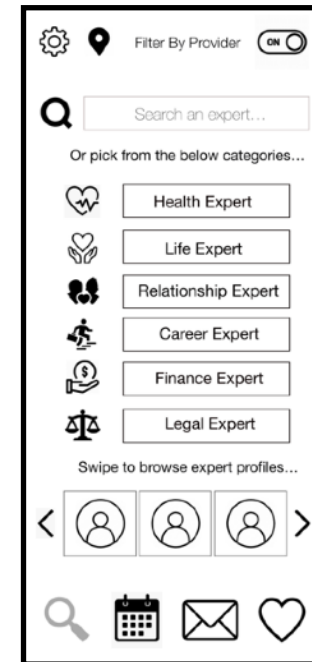 Filter By Provider ON
Search an expert...
Or pick from the below categories...
Health Expert
Life Expert
Relationship Expert
Career Expert
$
Finance Expert
Legal Expert
Swipe to browse expert profiles...